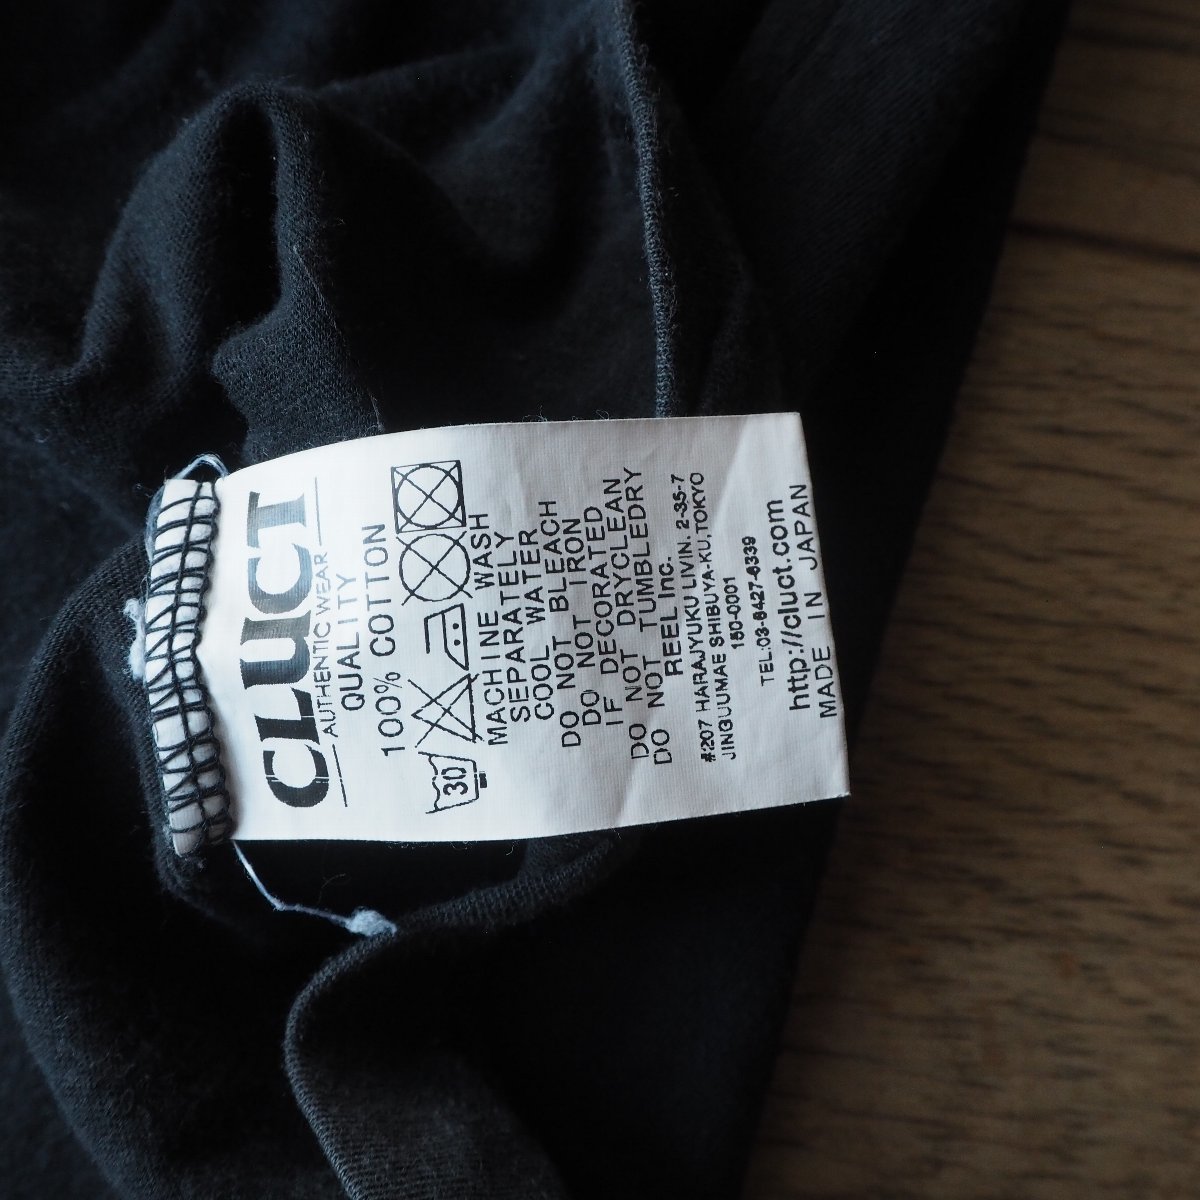 CLUCT
AUTHENTIC WEAR
QUALITY
100% COTTON
30
MACHINE WASH
SEPARATELY
COOL WATER
DO NOT BLEACH
DO NOT IRON
IF DECORATED
DO NOT DRYCLEAN
DO NOT TUMBLEDRY
REEL Inc.
#207 HARAJYUKU LIVIN. 2-35-7
JINGUUMAE SHIBUYA-KU,TOKYO
150-0001
TEL:03-6427-6339
http://cluct.com
MADE IN JAPAN